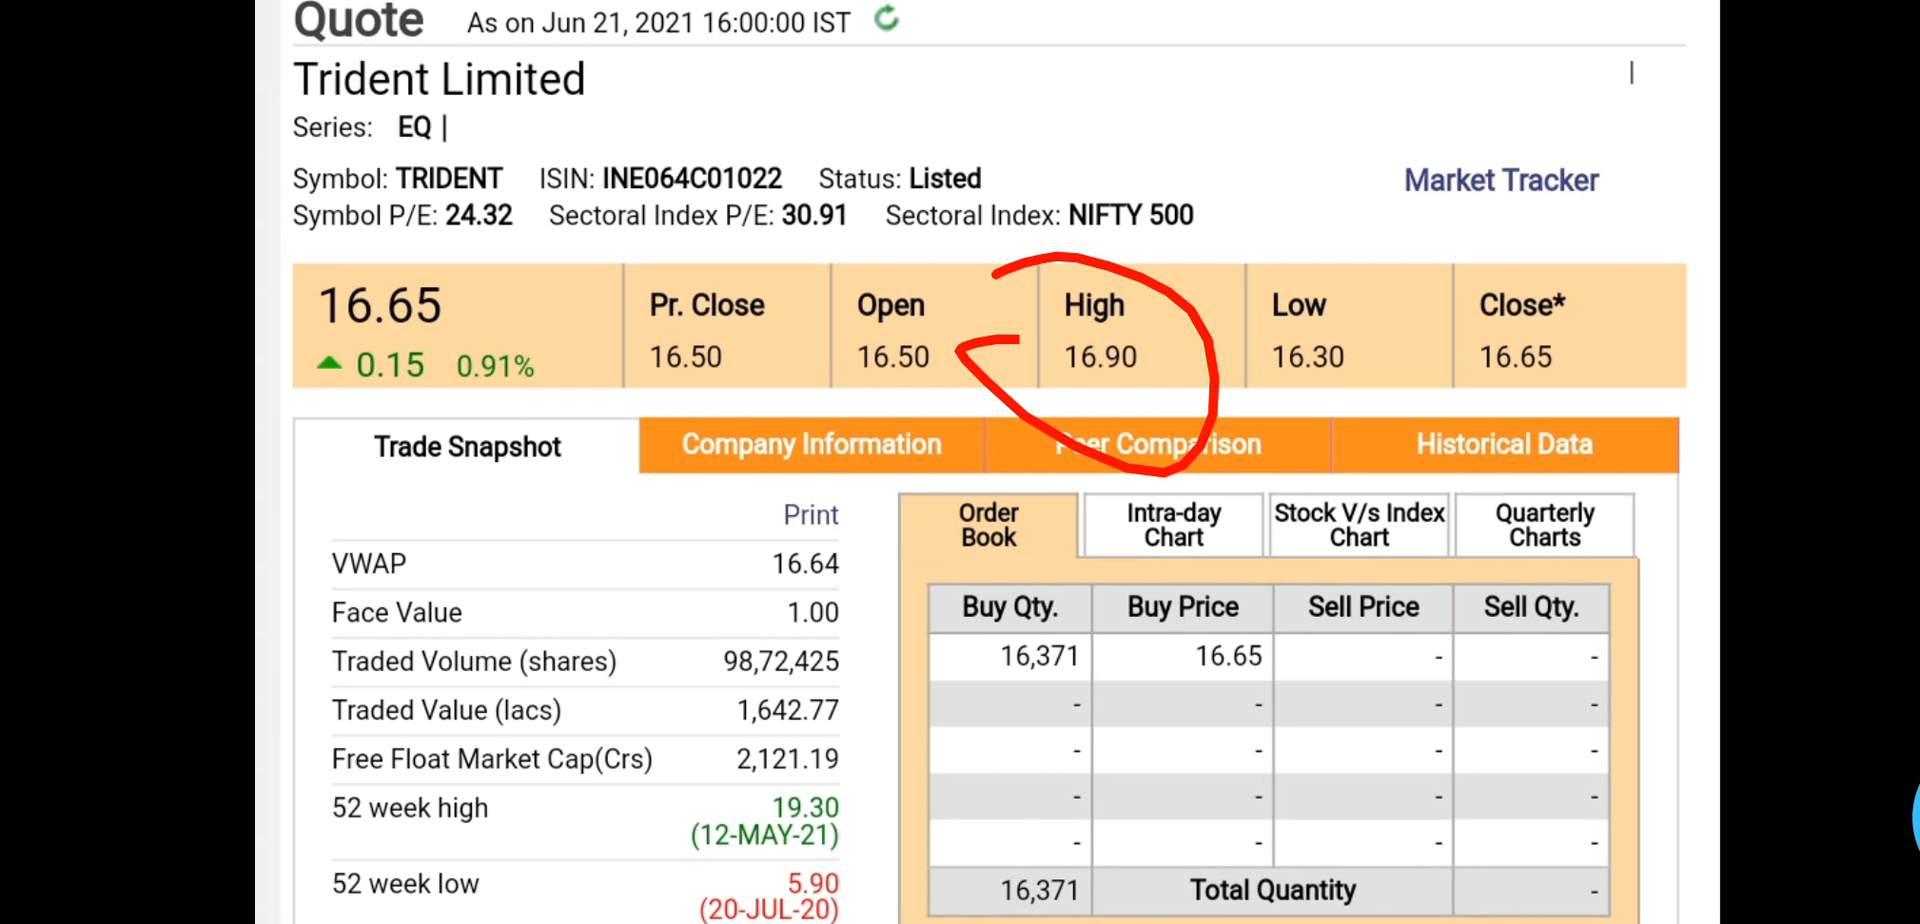 Quote As on Jun 21, 2021 16:00:00 IST
Trident Limited |
Series: EQ |
Symbol: TRIDENT ISIN: INE064C01022 Status: Listed
Market Tracker
Symbol P/E: 24.32 Sectoral Index P/E: 30.91 Sectoral Index: NIFTY 500
16.65 Pr. Close Open High Low Close*
0.15 0.91% 16.50 16.50 16.90 16.30 16.65
Trade Snapshot Company Information Peer Comparison Historical Data
Print
VWAP 16.64
Face Value 1.00
Traded Volume (shares) 98,72,425
Traded Value (lacs) 1,642.77
Free Float Market Cap(Crs) 2,121.19
52 week high 19.30
(12-MAY-21)
52 week low 5.90
(20-JUL-20)
Order Intra-day Stock V/s Index Quarterly
Book Chart Chart Charts
Buy Qty. Buy Price Sell Price Sell Qty.
16,371 16.65 - -
- - - -
- - - -
- - - -
- - - -
16,371 Total Quantity -